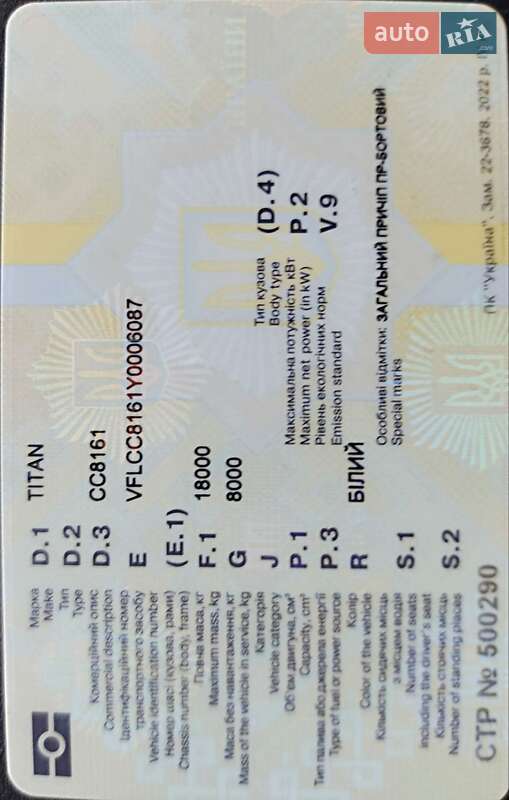 auto RIA.com
Марка
Make
D.1 TITAN
Тип
Type
D.2
Комерційний опис
Commercial description
D.3 CC8161
Ідентифікаційний номер
транспортного засобу
Vehicle identification number
E VFLCC8161Y0006087
Номер шасі (кузова, рами)
Chassis number (body, frame)
(E.1)
Повна маса, кг
Maximum mass, kg
F.1 18000
Маса без навантаження, кг
Mass of the vehicle in service, kg
G 8000
Категорія
Vehicle category
J
Тип кузова
Body type
(D.4)
Об'єм двигуна, см³
Capacity, cm³
P.1
Максимальна потужність кВт
Maximum net power (in kW)
P.2
Тип палива або джерела енергії
Type of fuel or power source
P.3
Рівень екологічних норм
Emission standard
V.9
Колір
Color of the vehicle
R БІЛИЙ
Кількість сидячих місць
з місцем водія
Number of seats
including the driver's seat
S.1
Особливі відмітки: ЗАГАЛЬНИЙ ПРИЧІП ПР-БОРТОВИЙ
Special marks
Кількість стоячих місць
Number of standing places
S.2
СТР № 500290
ПК "Україна", Зам. 22-3678. 2022 р.